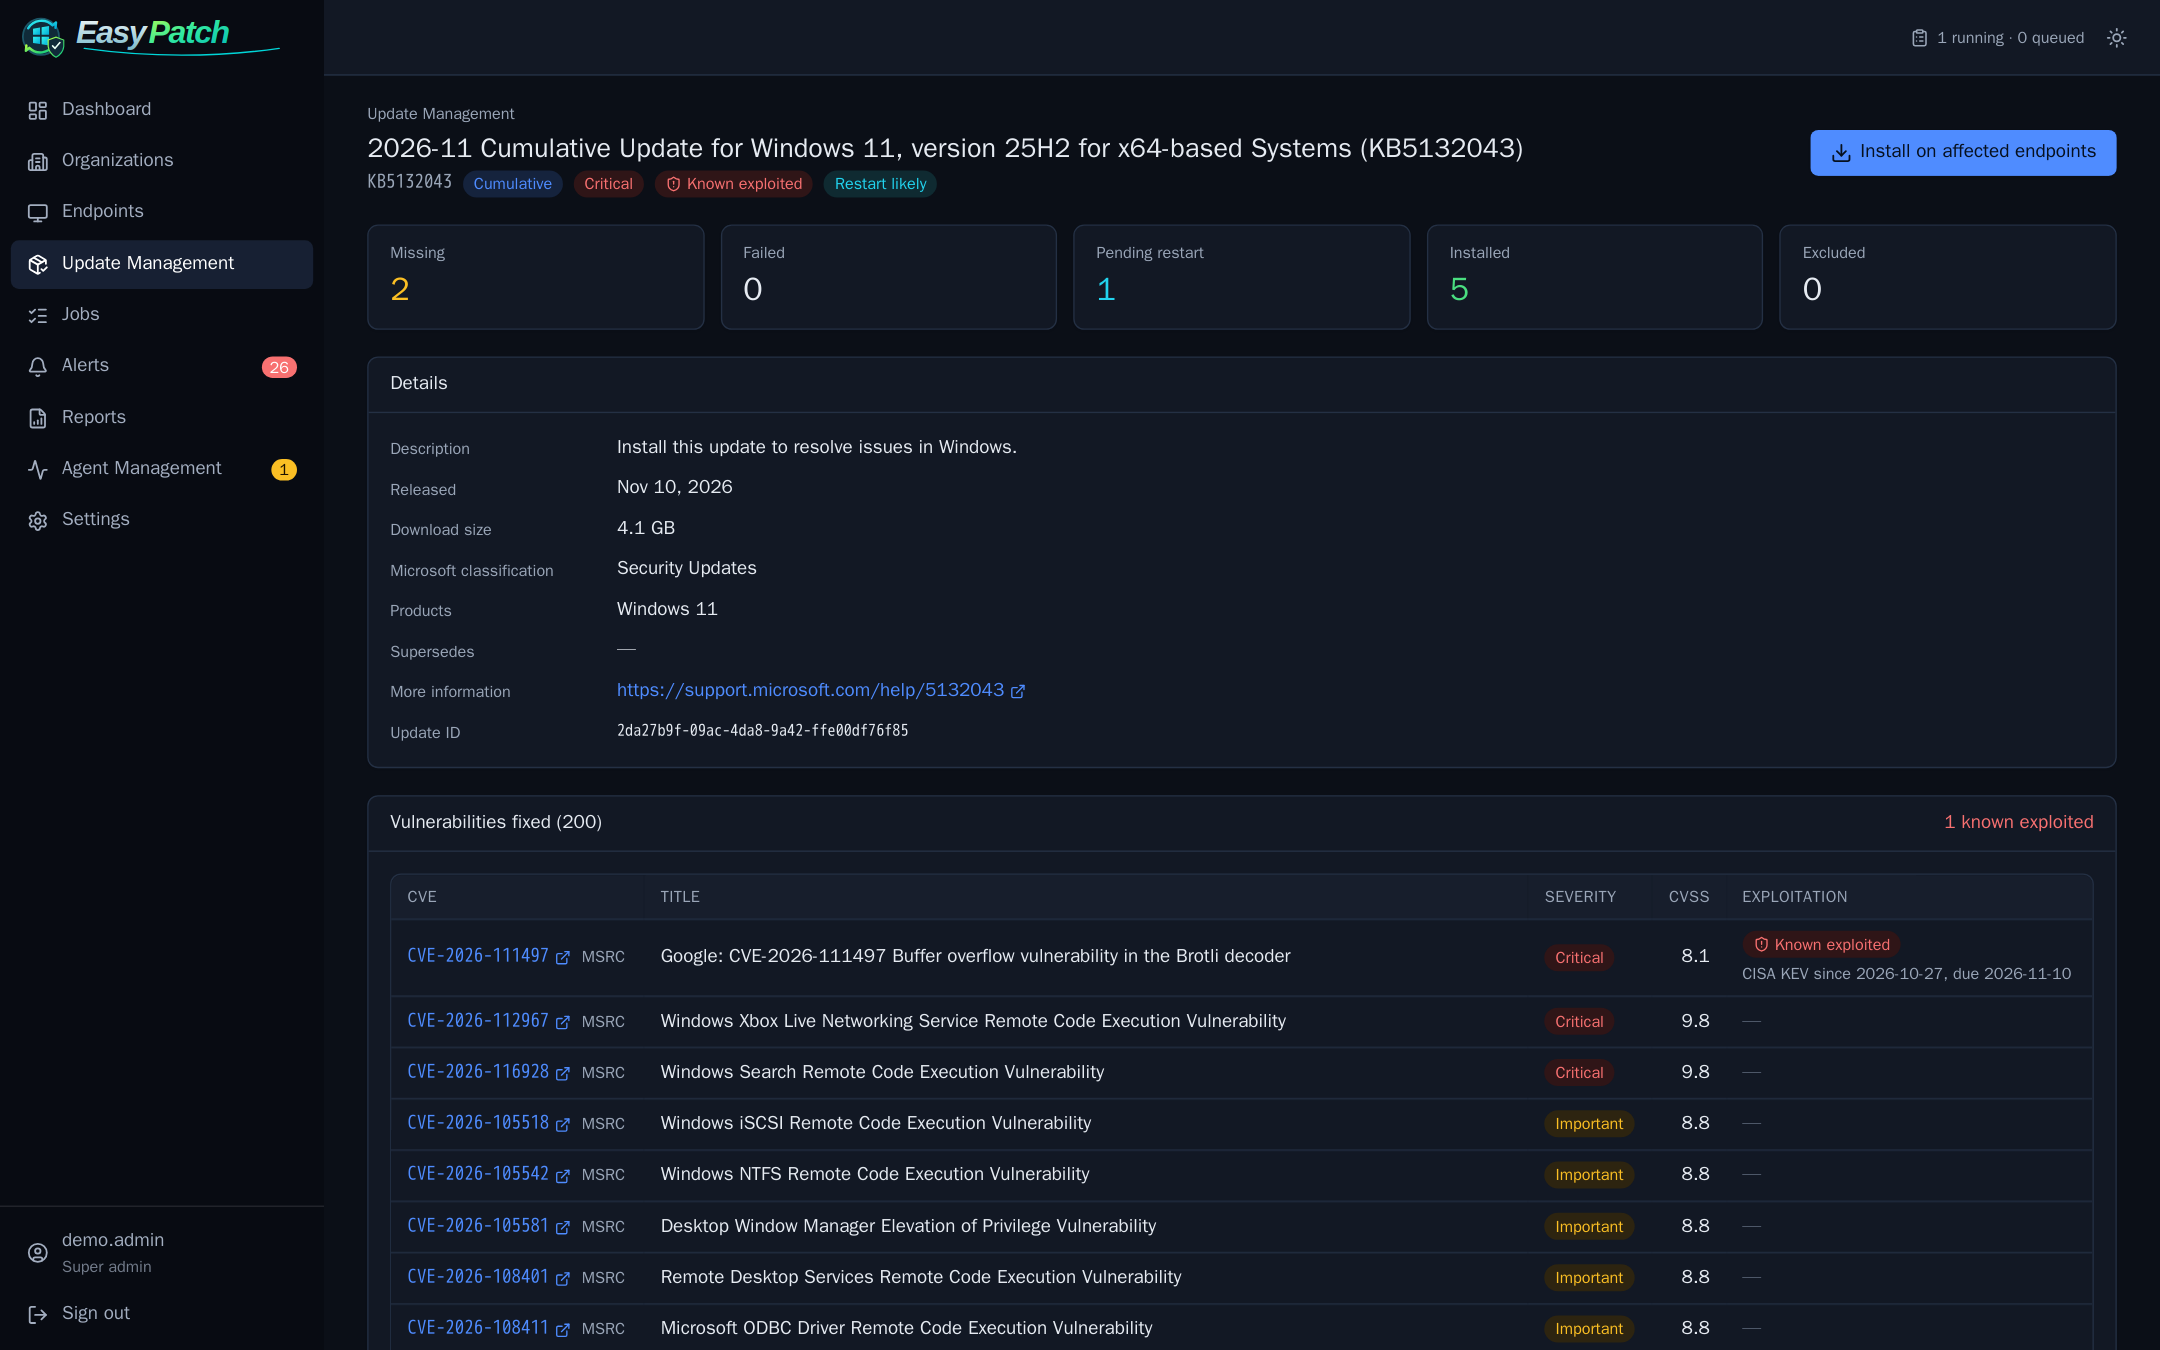 EasyPatch
1 running · 0 queued
Dashboard
Organizations
Endpoints
Update Management
Jobs
Alerts
26
Reports
Agent Management
1
Settings
demo.admin
Super admin
Sign out
Update Management
2026-11 Cumulative Update for Windows 11, version 25H2 for x64-based Systems (KB5132043)
KB5132043 Cumulative Critical Known exploited Restart likely
Install on affected endpoints
Missing
2
Failed
0
Pending restart
1
Installed
5
Excluded
0
Details
Description Install this update to resolve issues in Windows.
Released Nov 10, 2026
Download size 4.1 GB
Microsoft classification Security Updates
Products Windows 11
Supersedes —
More information https://support.microsoft.com/help/5132043
Update ID 2da27b9f-09ac-4da8-9a42-ffe00df76f85
Vulnerabilities fixed (200) 1 known exploited
CVE TITLE SEVERITY CVSS EXPLOITATION
CVE-2026-111497 MSRC Google: CVE-2026-111497 Buffer overflow vulnerability in the Brotli decoder Critical 8.1 Known exploited
CISA KEV since 2026-10-27, due 2026-11-10
CVE-2026-112967 MSRC Windows Xbox Live Networking Service Remote Code Execution Vulnerability Critical 9.8 —
CVE-2026-116928 MSRC Windows Search Remote Code Execution Vulnerability Critical 9.8 —
CVE-2026-105518 MSRC Windows iSCSI Remote Code Execution Vulnerability Important 8.8 —
CVE-2026-105542 MSRC Windows NTFS Remote Code Execution Vulnerability Important 8.8 —
CVE-2026-105581 MSRC Desktop Window Manager Elevation of Privilege Vulnerability Important 8.8 —
CVE-2026-108401 MSRC Remote Desktop Services Remote Code Execution Vulnerability Important 8.8 —
CVE-2026-108411 MSRC Microsoft ODBC Driver Remote Code Execution Vulnerability Important 8.8 —